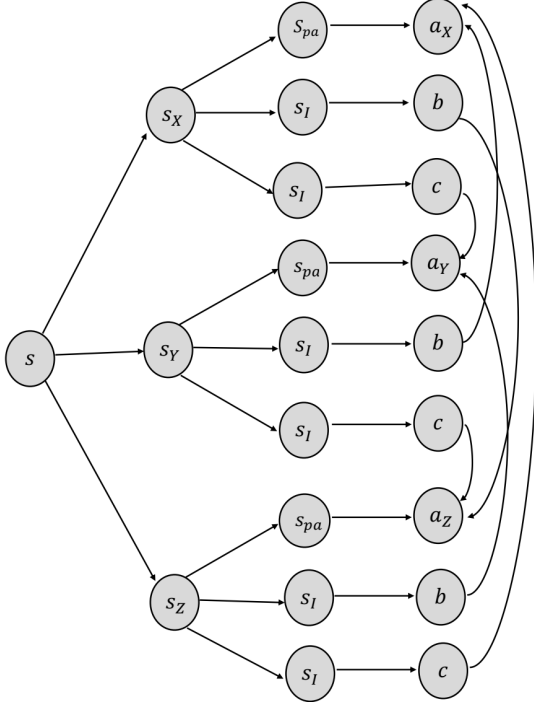 s_pa a_X
s_X s_I b
s_I c
s_pa a_Y
s s_Y s_I b
s_I c
s_pa a_Z
s_Z s_I b
s_I c